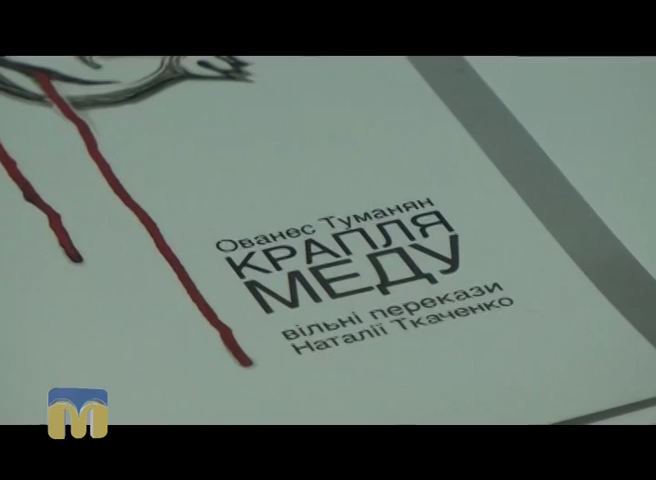 Ованес Туманян
КРАПЛЯ
МЕДУ
вільні перекази
Наталії Ткаченко